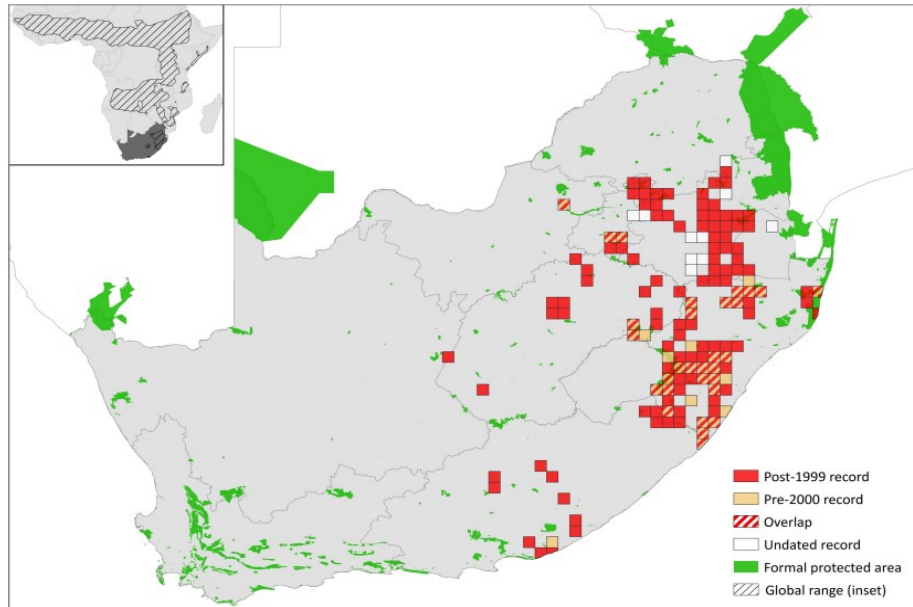 Post-1999 record
Pre-2000 record
Overlap
Undated record
Formal protected area
Global range (inset)